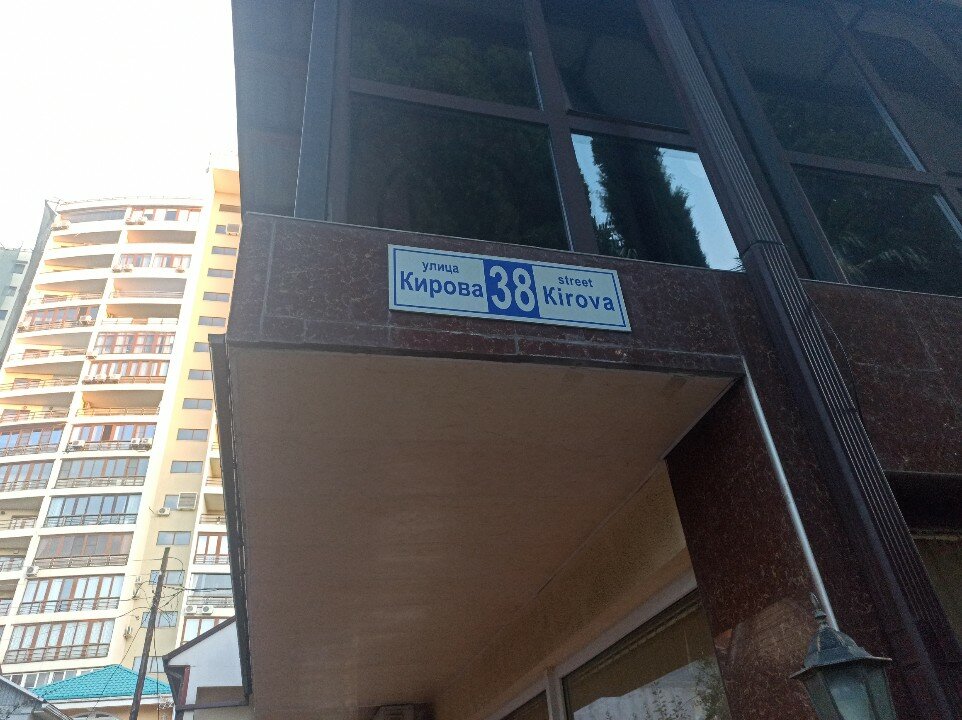 улица
Кирова
38
street
Kirova